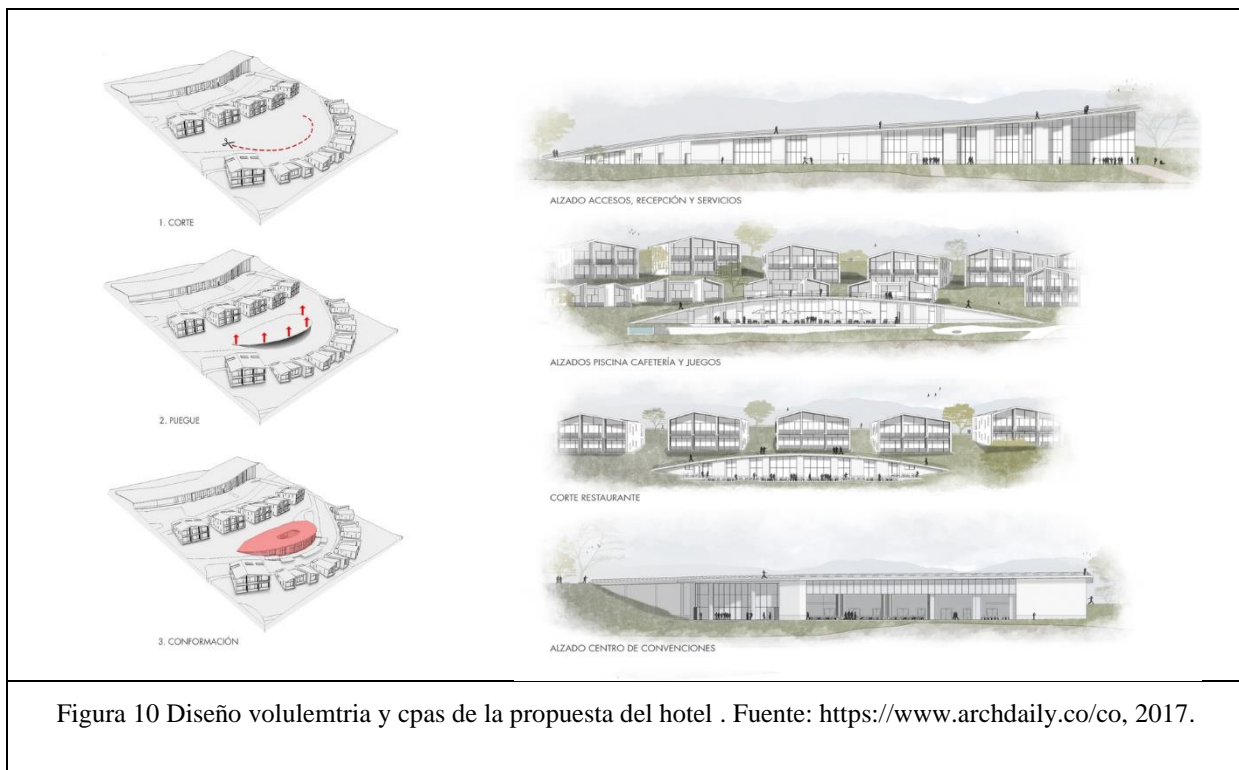 1. CORTE
2. PLIEGUE
3. CONFORMACIÓN
ALZADO ACCESOS, RECEPCIÓN Y SERVICIOS
ALZADOS PISCINA CAFETERÍA Y JUEGOS
CORTE RESTAURANTE
ALZADO CENTRO DE CONVENCIONES
Figura 10 Diseño volulemtria y cpas de la propuesta del hotel . Fuente: https://www.archdaily.co/co, 2017.